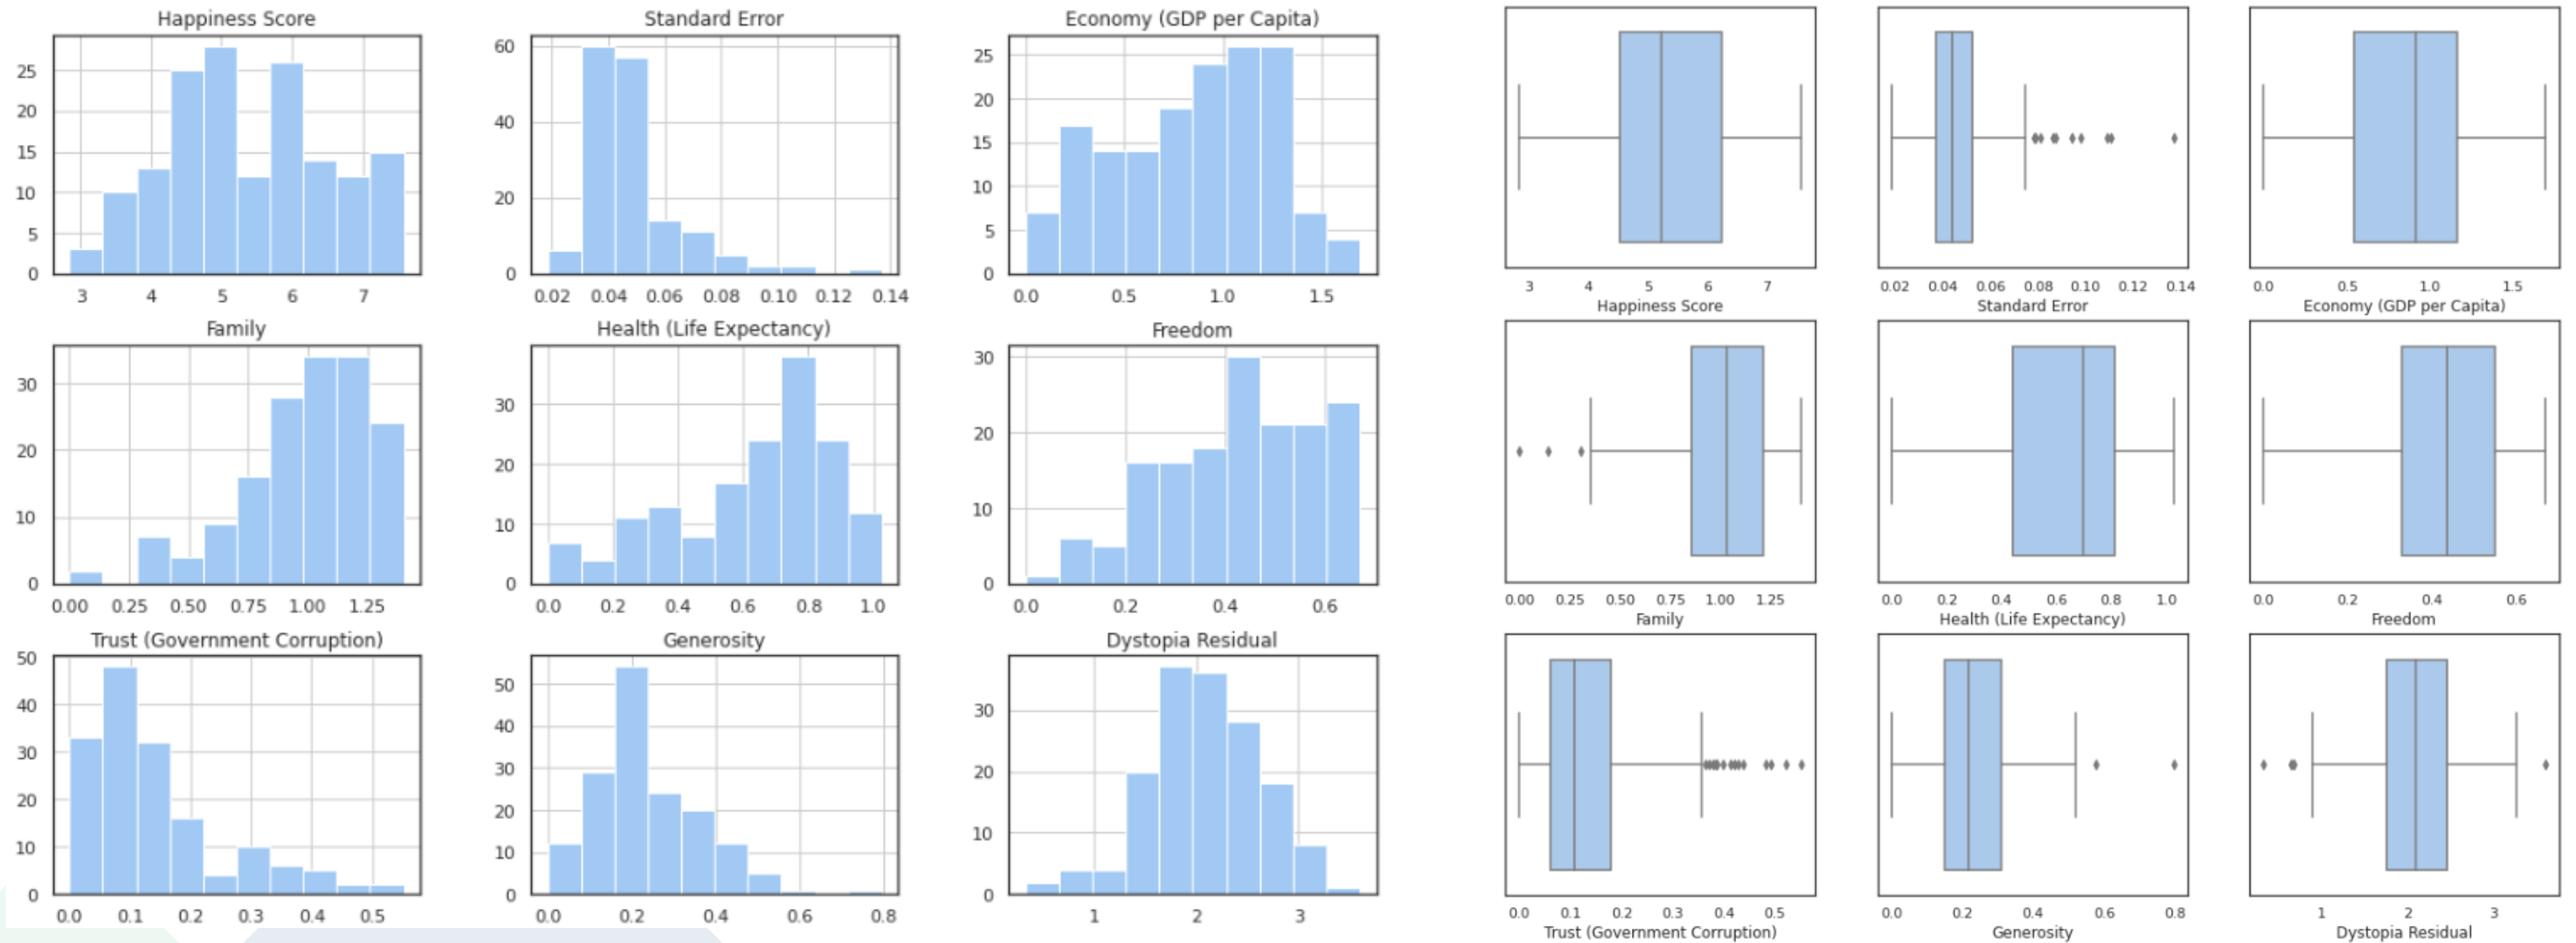 Happiness Score
25
20
15
10
5
0
3 4 5 6 7
Standard Error
60
40
20
0
0.02 0.04 0.06 0.08 0.10 0.12 0.14
Economy (GDP per Capita)
25
20
15
10
5
0
0.0 0.5 1.0 1.5
Family
30
20
10
0
0.00 0.25 0.50 0.75 1.00 1.25
Health (Life Expectancy)
30
20
10
0
0.0 0.2 0.4 0.6 0.8 1.0
Freedom
30
20
10
0
0.0 0.2 0.4 0.6
Trust (Government Corruption)
50
40
30
20
10
0
0.0 0.1 0.2 0.3 0.4 0.5
Generosity
50
40
30
20
10
0
0.0 0.2 0.4 0.6 0.8
Dystopia Residual
30
20
10
0
1 2 3
3 4 5 6 7
Happiness Score
0.02 0.04 0.06 0.08 0.10 0.12 0.14
Standard Error
0.0 0.5 1.0 1.5
Economy (GDP per Capita)
0.00 0.25 0.50 0.75 1.00 1.25
Family
0.0 0.2 0.4 0.6 0.8 1.0
Health (Life Expectancy)
0.0 0.2 0.4 0.6
Freedom
0.0 0.1 0.2 0.3 0.4 0.5
Trust (Government Corruption)
0.0 0.2 0.4 0.6 0.8
Generosity
1 2 3
Dystopia Residual